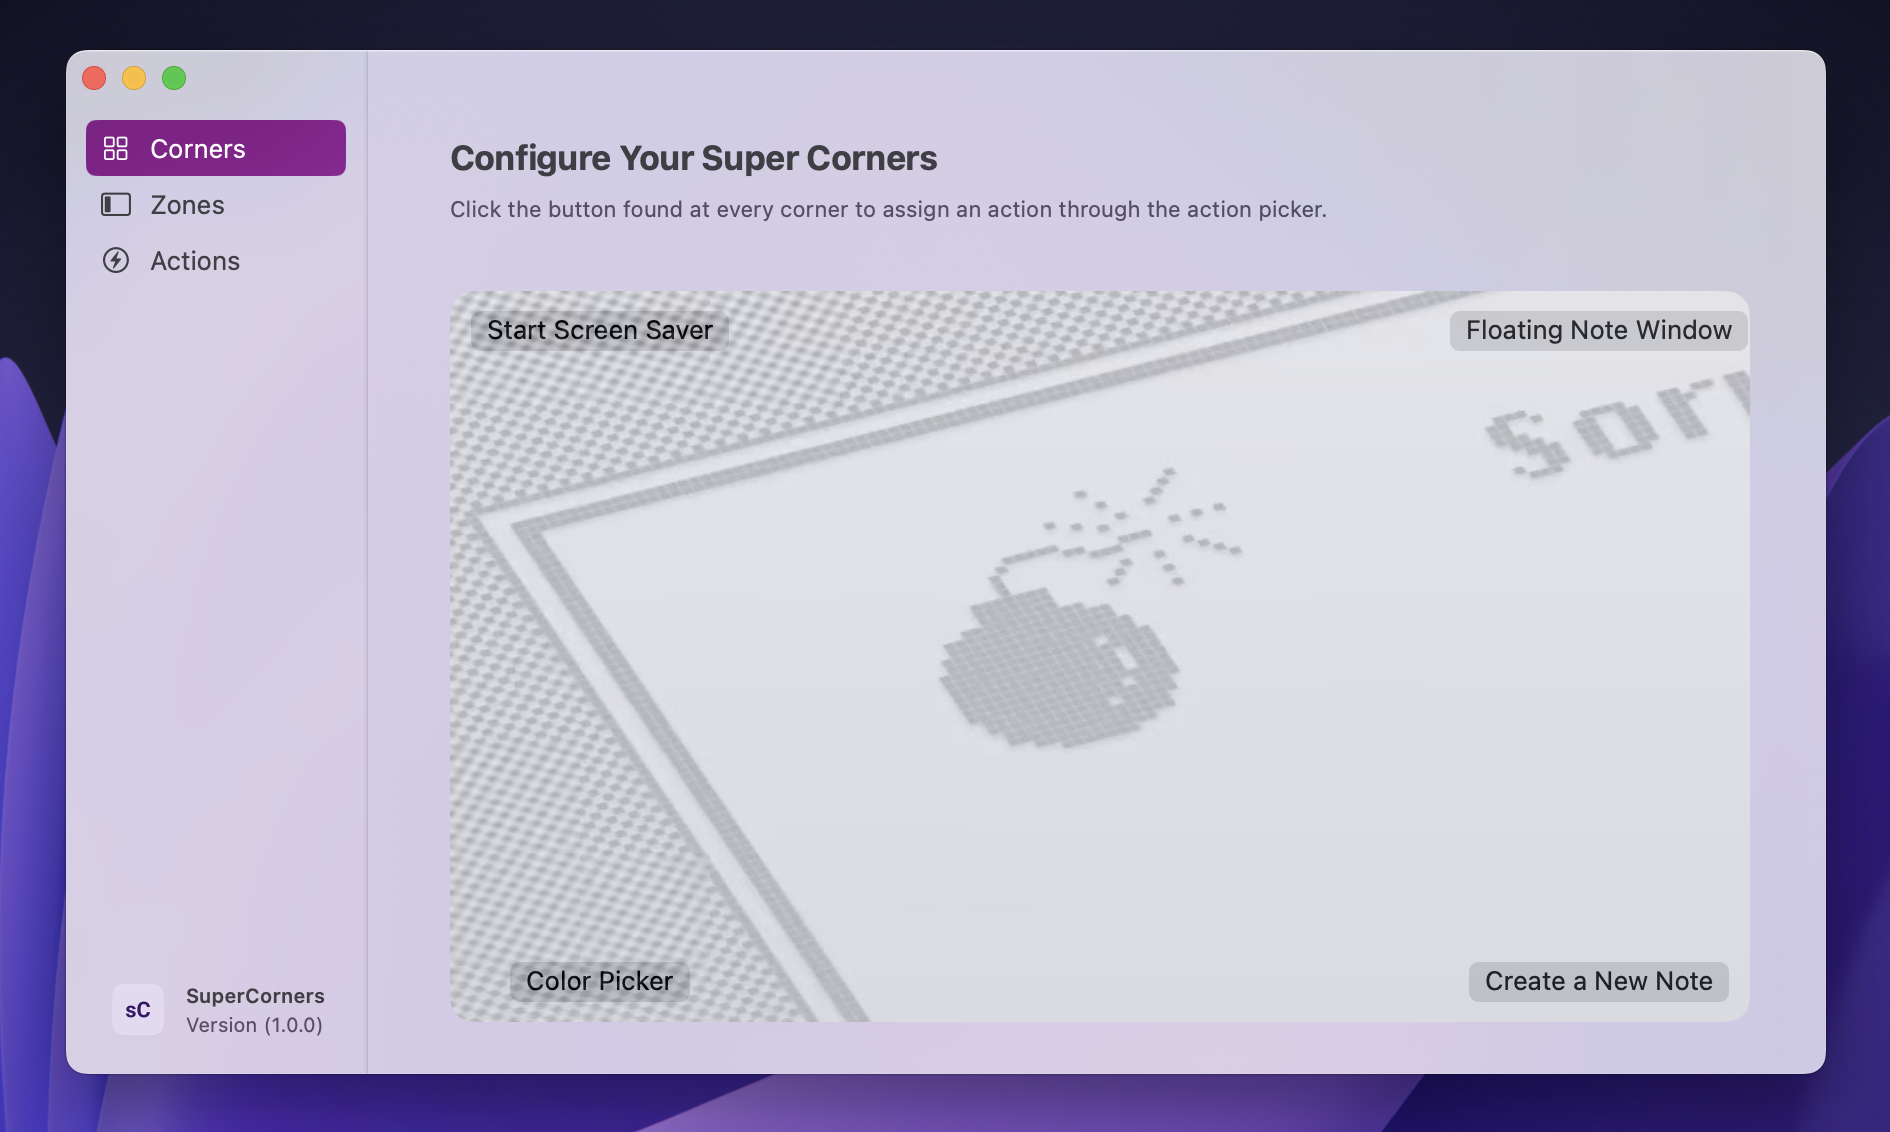 Corners
Zones
Actions
Configure Your Super Corners
Click the button found at every corner to assign an action through the action picker.
Start Screen Saver
Floating Note Window
Color Picker
Create a New Note
sC
SuperCorners
Version (1.0.0)